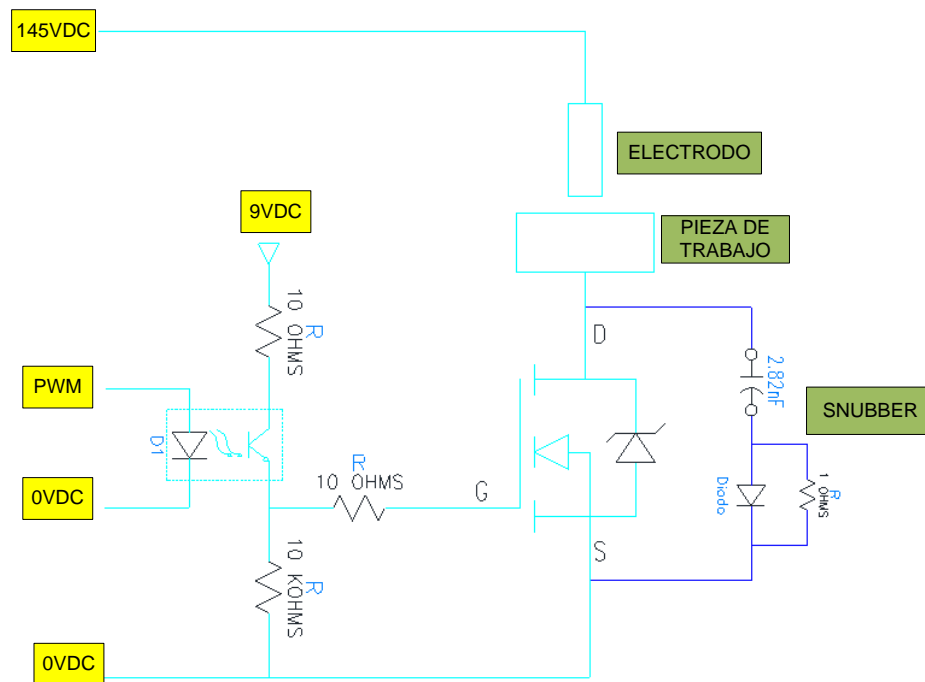 145VDC
ELECTRODO
9VDC
PIEZA DE
TRABAJO
R
10 OHMS
D
2.82nF
PWM
SNUBBER
D1
R
10 OHMS
G
Diodo
R
1 OHMS
0VDC
S
R
10 KOHMS
0VDC